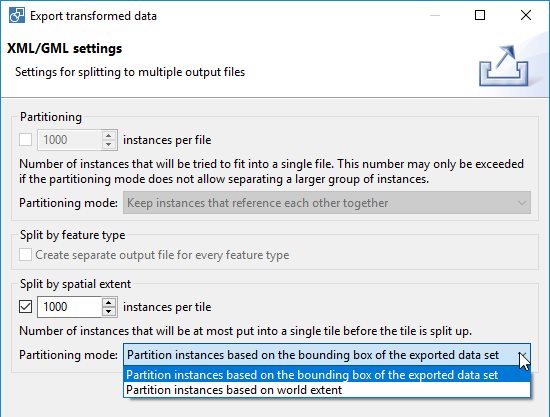 Export transformed data
XML/GML settings
Settings for splitting to multiple output files
Partitioning
1000 instances per file
Number of instances that will be tried to fit into a single file. This number may only be exceeded
if the partitioning mode does not allow separating a larger group of instances.
Partitioning mode: Keep instances that reference each other together
Split by feature type
Create separate output file for every feature type
Split by spatial extent
1000 instances per tile
Number of instances that will be at most put into a single tile before the tile is split up.
Partitioning mode: Partition instances based on the bounding box of the exported data set
Partition instances based on the bounding box of the exported data set
Partition instances based on world extent